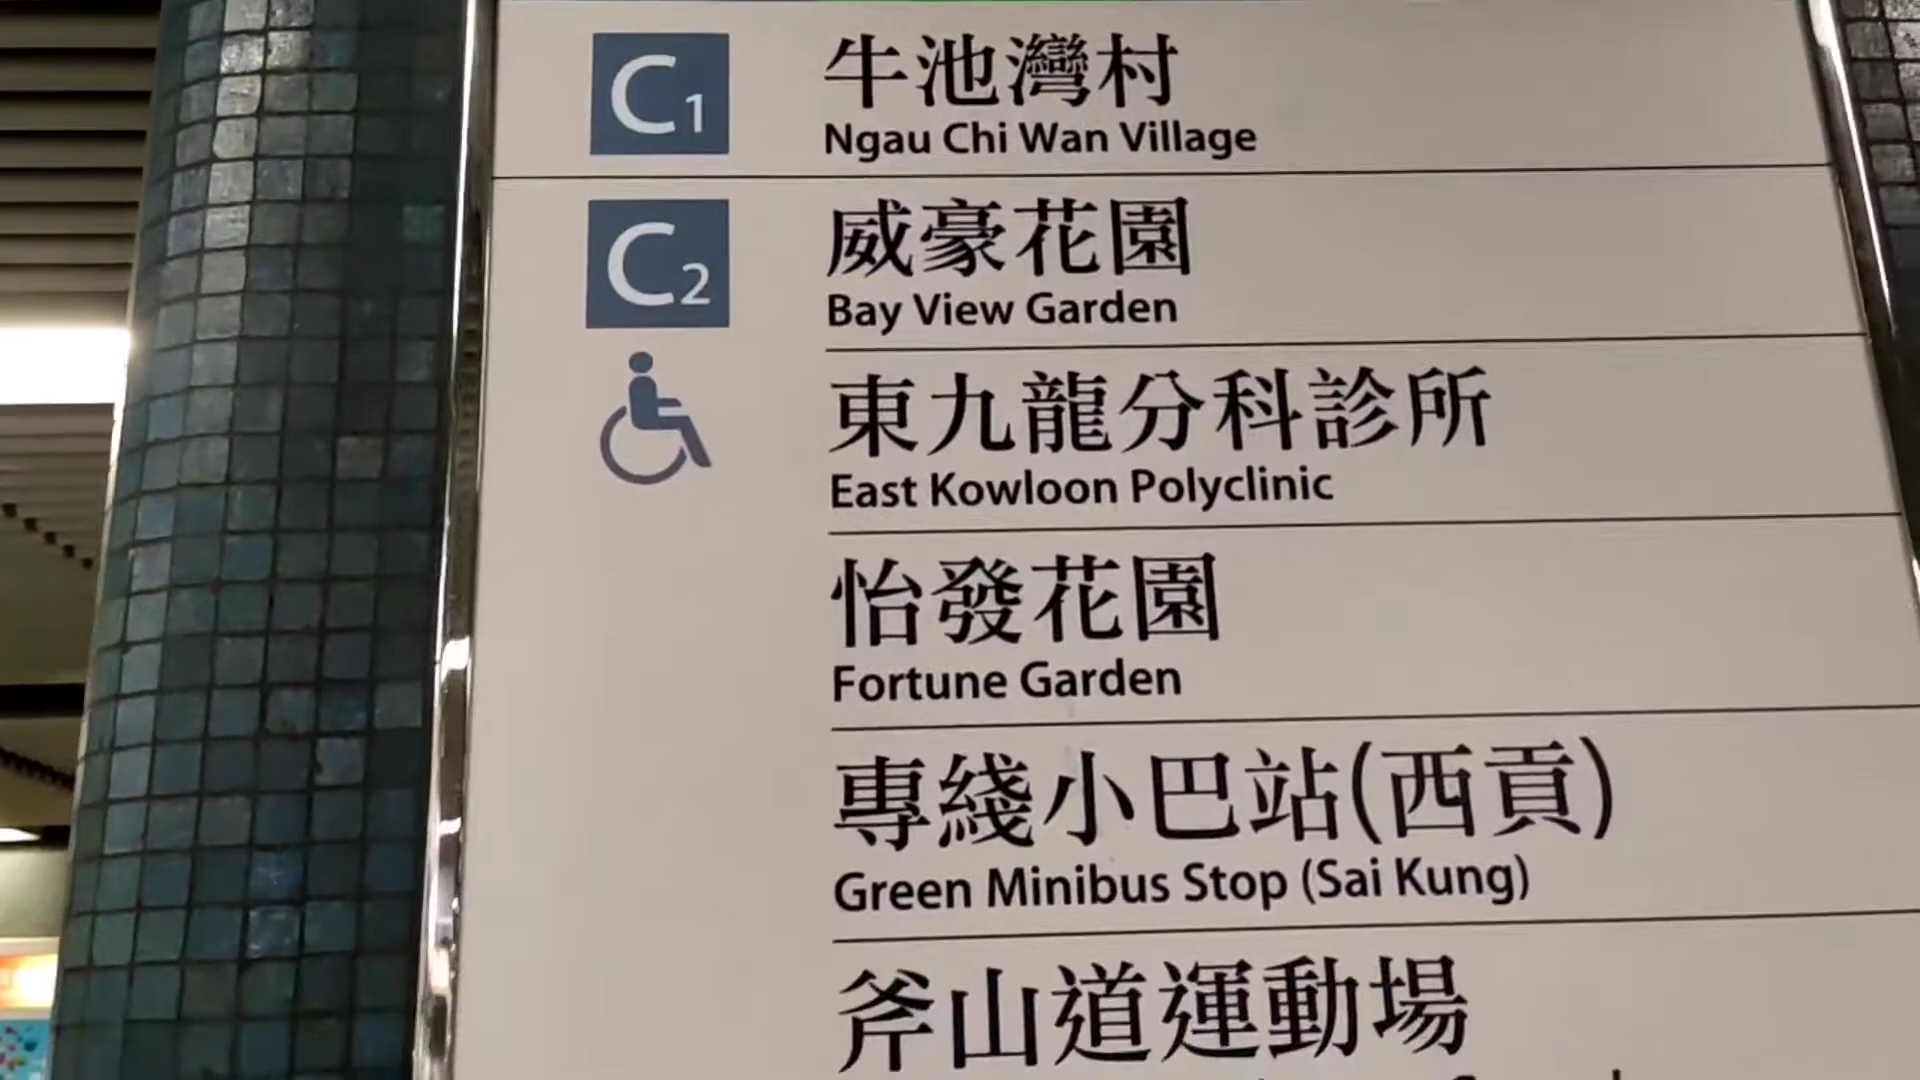 C1
牛池灣村
Ngau Chi Wan Village
C2
威豪花園
Bay View Garden
東九龍分科診所
East Kowloon Polyclinic
怡發花園
Fortune Garden
專綫小巴站(西貢)
Green Minibus Stop (Sai Kung)
斧山道運動場